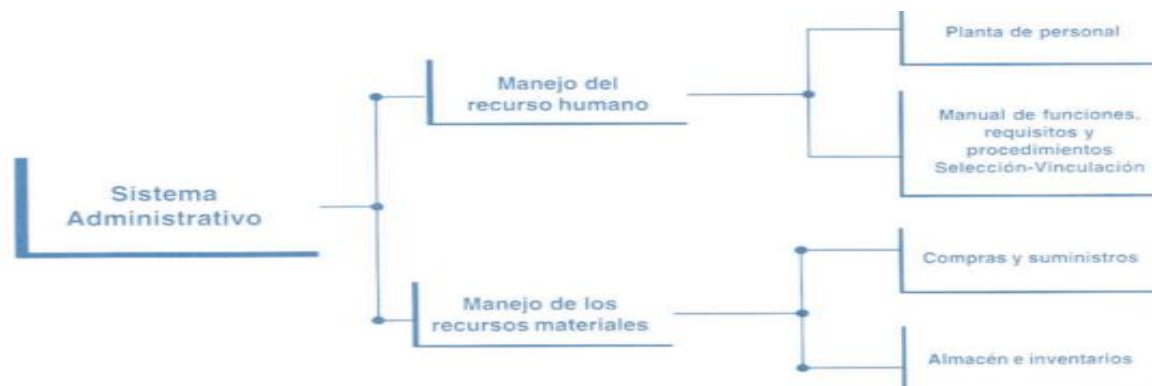 Sistema
Administrativo
Manejo del
recurso humano
Planta de personal
Manual de funciones,
requisitos y
procedimientos
Selección-Vinculación
Manejo de los
recursos materiales
Compras y suministros
Almacén e inventarios